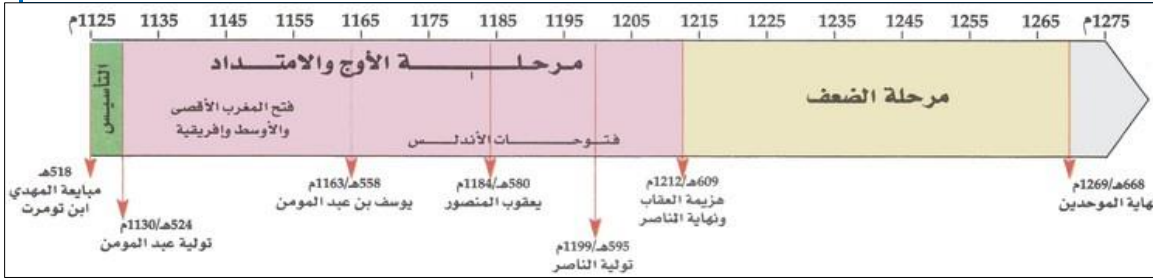 1125م 1135 1145 1155 1165 1175 1185 1195 1205 1215 1225 1235 1245 1255 1265 1275م
التأسيس
مرحلة الأوج والامتداد
فتح المغرب الأقصى
والأوسط وإفريقية
فتوحات الأندلس
مرحلة الضعف
518هـ
مبايعة المهدي
ابن تومرت
524هـ/1130م
تولية عبد المومن
558هـ/1163م
يوسف بن عبد المومن
580هـ/1184م
يعقوب المنصور
595هـ/1199م
تولية الناصر
609هـ/1212م
هزيمة العقاب
ونهاية الناصر
668هـ/1269م
نهاية الموحدين